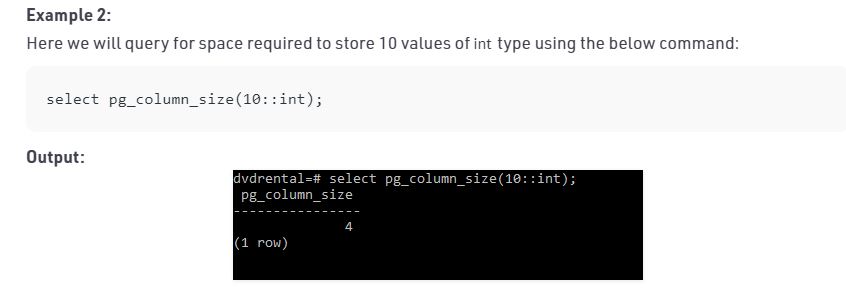 Example 2:
Here we will query for space required to store 10 values of int type using the below command:
select pg_column_size(10::int);
Output:
dvdrental=# select pg_column_size(10::int);
pg_column_size
----------------
4
(1 row)